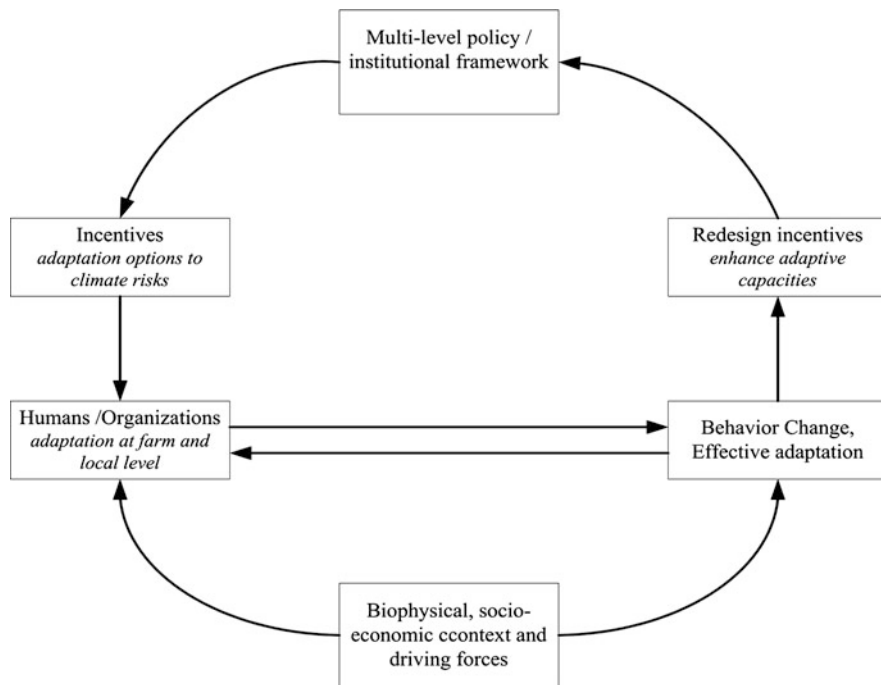 Multi-level policy /
institutional framework
Incentives
adaptation options to
climate risks
Redesign incentives
enhance adaptive
capacities
Humans /Organizations
adaptation at farm and
local level
Behavior Change,
Effective adaptation
Biophysical, socio-
economic ccontext and
driving forces